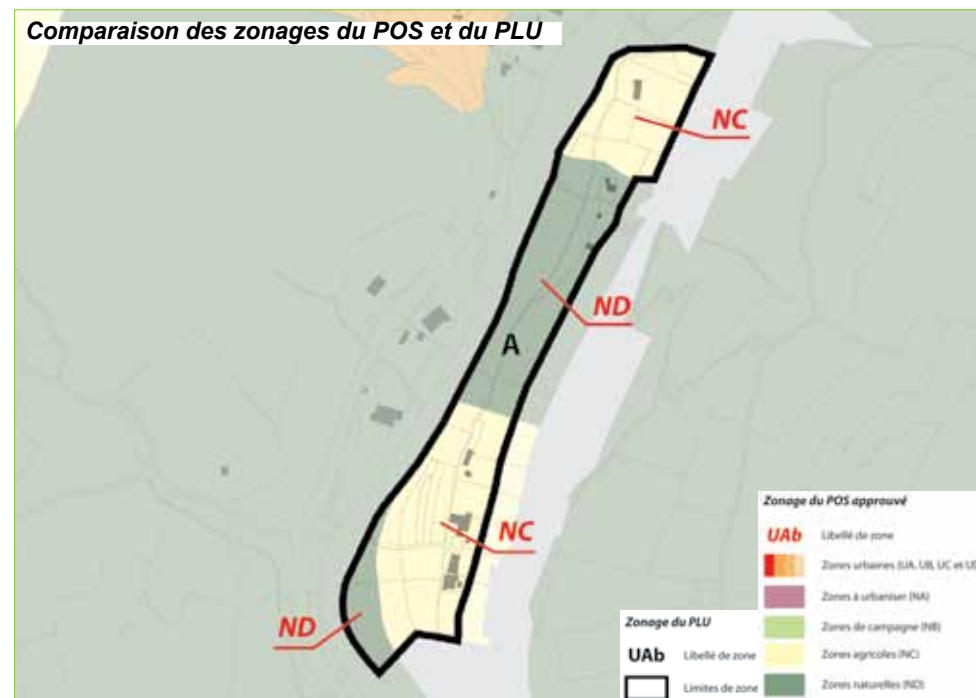 Comparaison des zonages du POS et du PLU
NC
ND
A
NC
ND
Zonage du POS approuvé
UAb Libellé de zone
Zones urbaines (UA, UB, UC et UD
Zones à urbaniser (NA)
Zones de campagne (NB)
Zones agricoles (NC)
Zones naturelles (ND)
Zonage du PLU
UAb Libellé de zone
Limites de zone